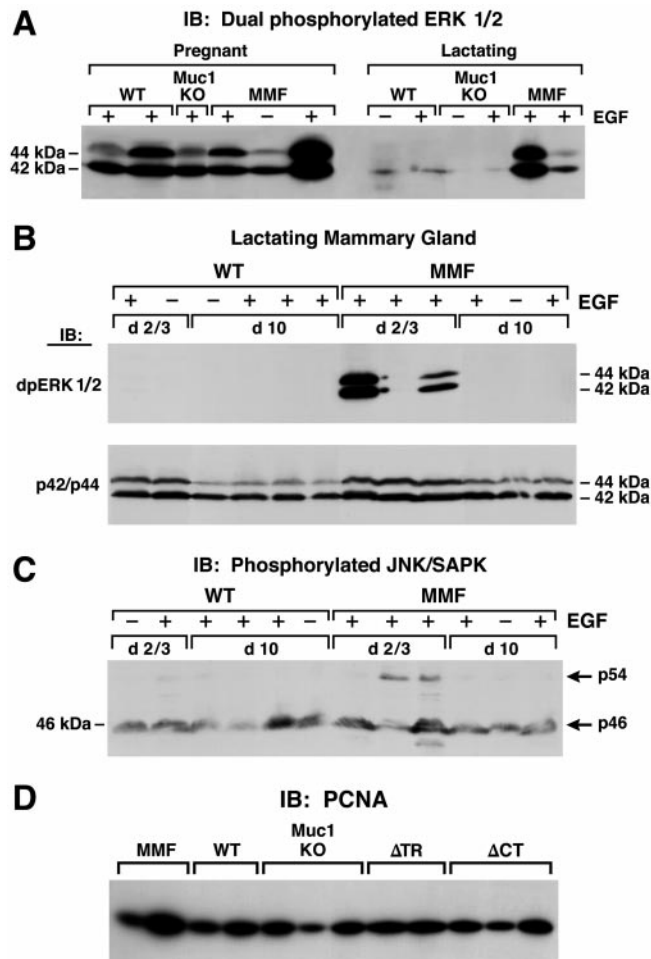 A
IB: Dual phosphorylated ERK 1/2
Pregnant Lactating
WT Muc1 KO MMF WT Muc1 KO MMF
+ + + + − + − + − + + + EGF
44 kDa –
42 kDa –
B
Lactating Mammary Gland
WT MMF
+ − − + + + + + + + − + EGF
IB: d 2/3 d 10 d 2/3 d 10
dpERK 1/2 – 44 kDa
– 42 kDa
p42/p44 – 44 kDa
– 42 kDa
C
IB: Phosphorylated JNK/SAPK
WT MMF
− + + + + − + + + + − + EGF
d 2/3 d 10 d 2/3 d 10
p54
46 kDa – p46
D
IB: PCNA
MMF WT Muc1 KO ΔTR ΔCT